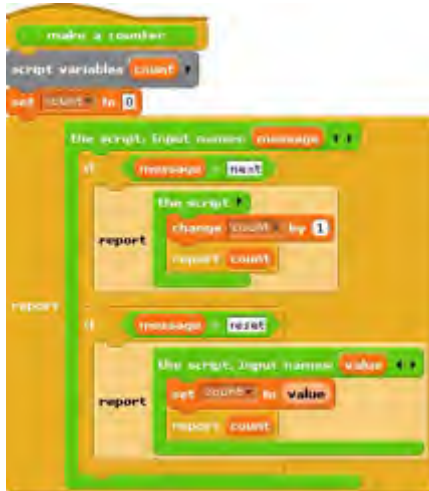 make a counter
script variables count
set count to 0
the script, input names: message
if message = next
the script
change count by 1
report
report count
report
if message = reset
the script, input names: value
set count to value
report
report count